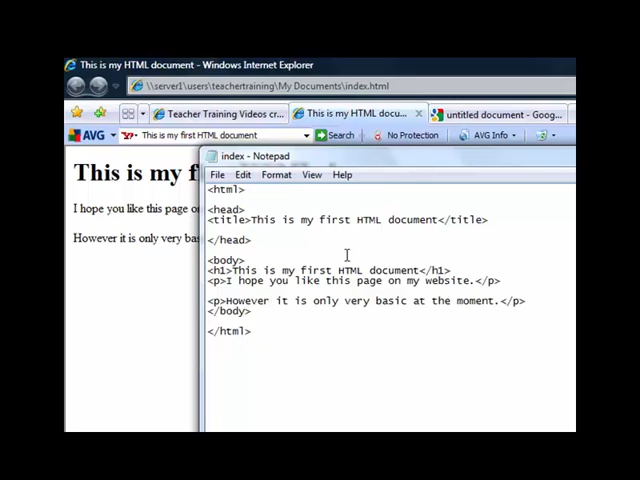 This is my HTML document - Windows Internet Explorer
\\server1\users\teachertraining\My Documents\index.html
Teacher Training Videos cr...
This is my HTML docu...
untitled document - Goog...
AVG
Y!
This is my first HTML document
Search
No Protection
AVG Info
This is my f
I hope you like this page on
However it is only very bas
index - Notepad
File Edit Format View Help
<html>
<head>
<title>This is my first HTML document</title>
</head>
<body>
<h1>This is my first HTML document</h1>
<p>I hope you like this page on my website.</p>
<p>However it is only very basic at the moment.</p>
</body>
</html>